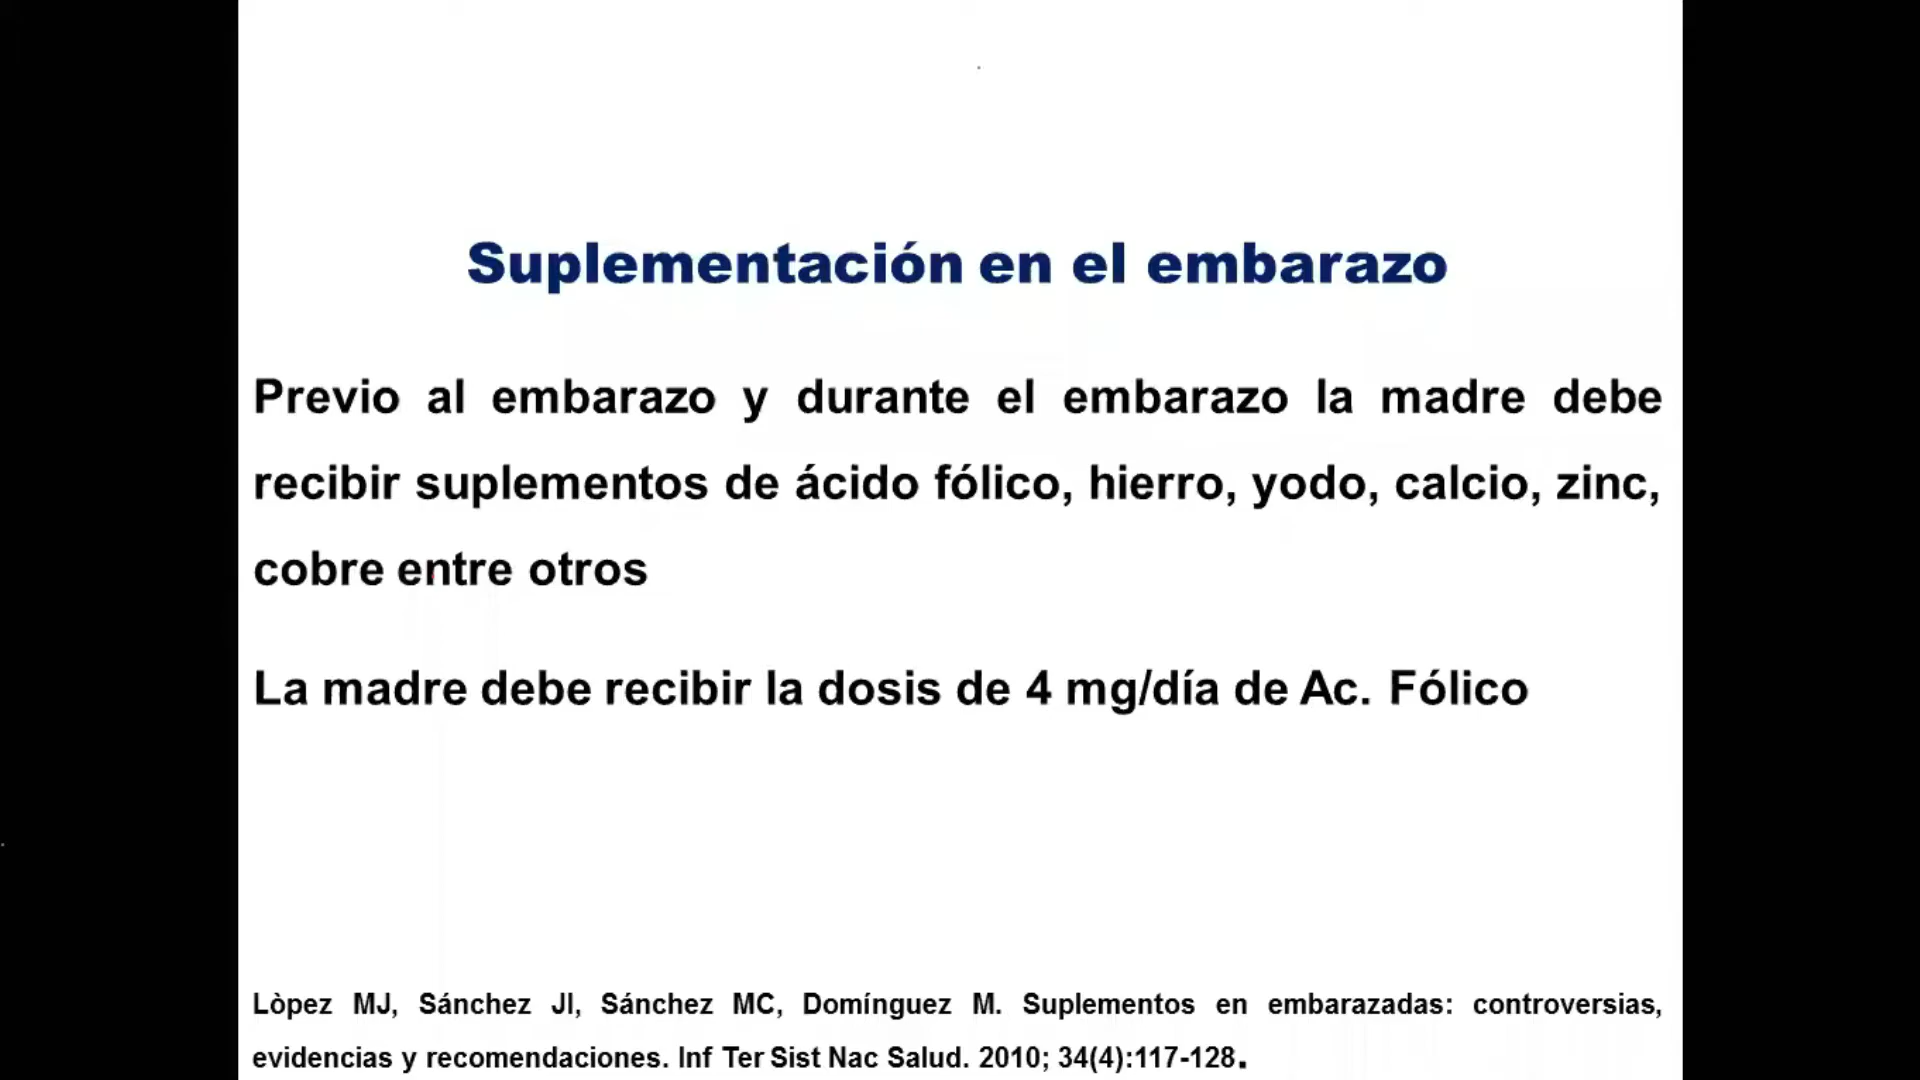 Suplementación en el embarazo
Previo al embarazo y durante el embarazo la madre debe
recibir suplementos de ácido fólico, hierro, yodo, calcio, zinc,
cobre entre otros
La madre debe recibir la dosis de 4 mg/día de Ac. Fólico
Lòpez MJ, Sánchez JI, Sánchez MC, Domínguez M. Suplementos en embarazadas: controversias,
evidencias y recomendaciones. Inf Ter Sist Nac Salud. 2010; 34(4):117-128.